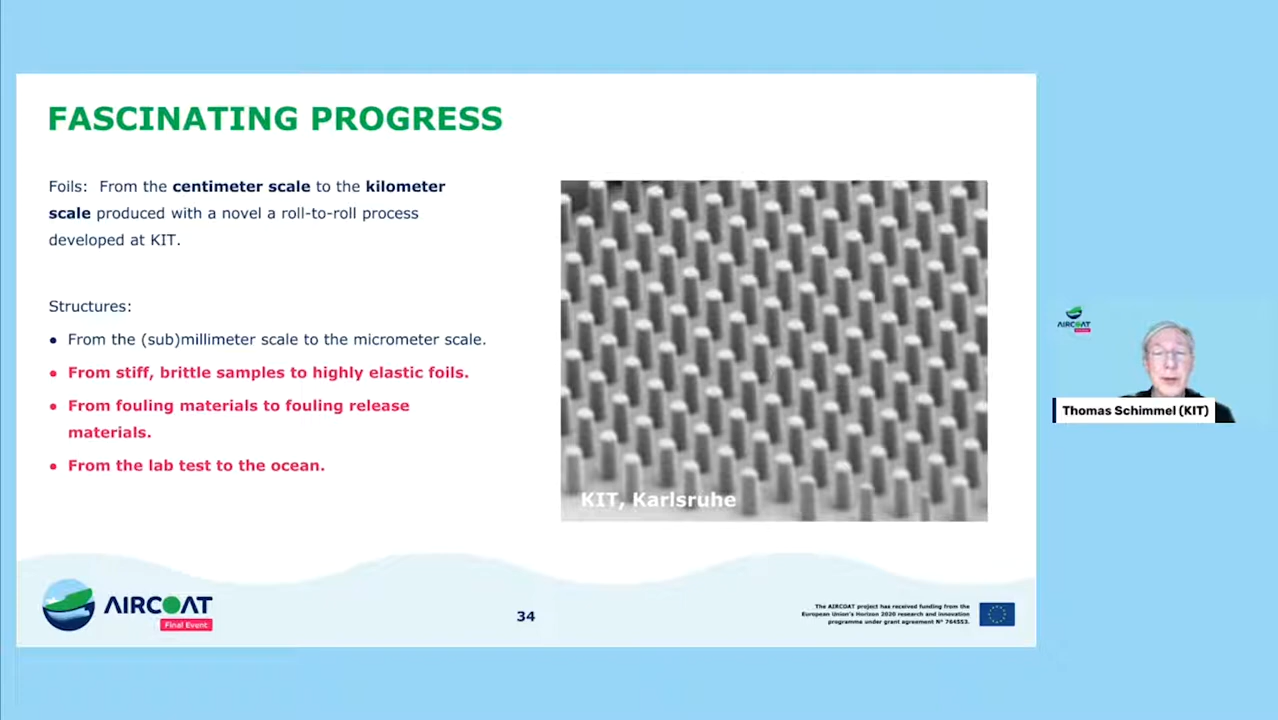 FASCINATING PROGRESS
Foils: From the centimeter scale to the kilometer
scale produced with a novel a roll-to-roll process
developed at KIT.
Structures:
• From the (sub)millimeter scale to the micrometer scale.
• From stiff, brittle samples to highly elastic foils.
• From fouling materials to fouling release
materials.
• From the lab test to the ocean.
KIT, Karlsruhe
AIRCOAT
Final Event
34
The AIRCOAT project has received funding from the
European Union's Horizon 2020 research and innovation
programme under grant agreement N° 764553.
AIRCOAT
Thomas Schimmel (KIT)